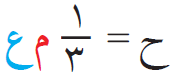 ح = ١/٣ م ع